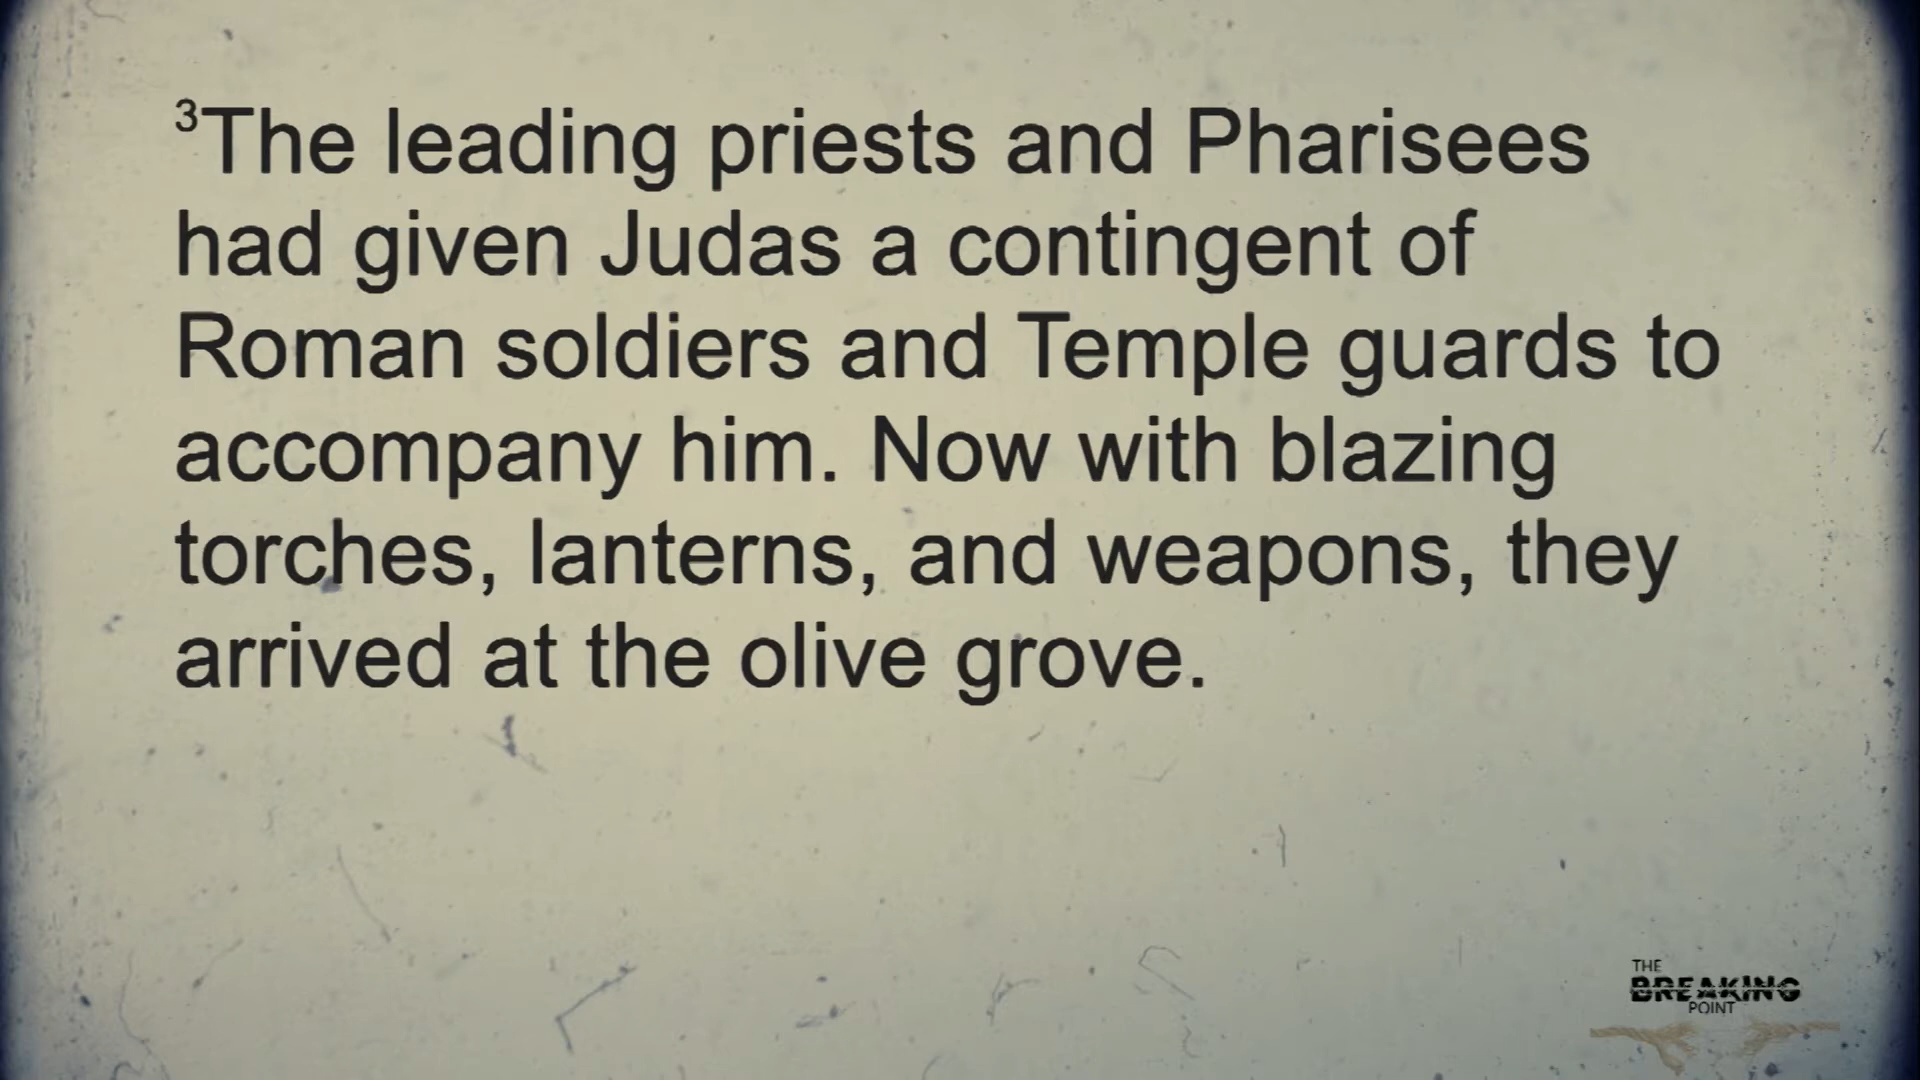 ³The leading priests and Pharisees
had given Judas a contingent of
Roman soldiers and Temple guards to
accompany him. Now with blazing
torches, lanterns, and weapons, they
arrived at the olive grove.
THE
BREAKING
POINT